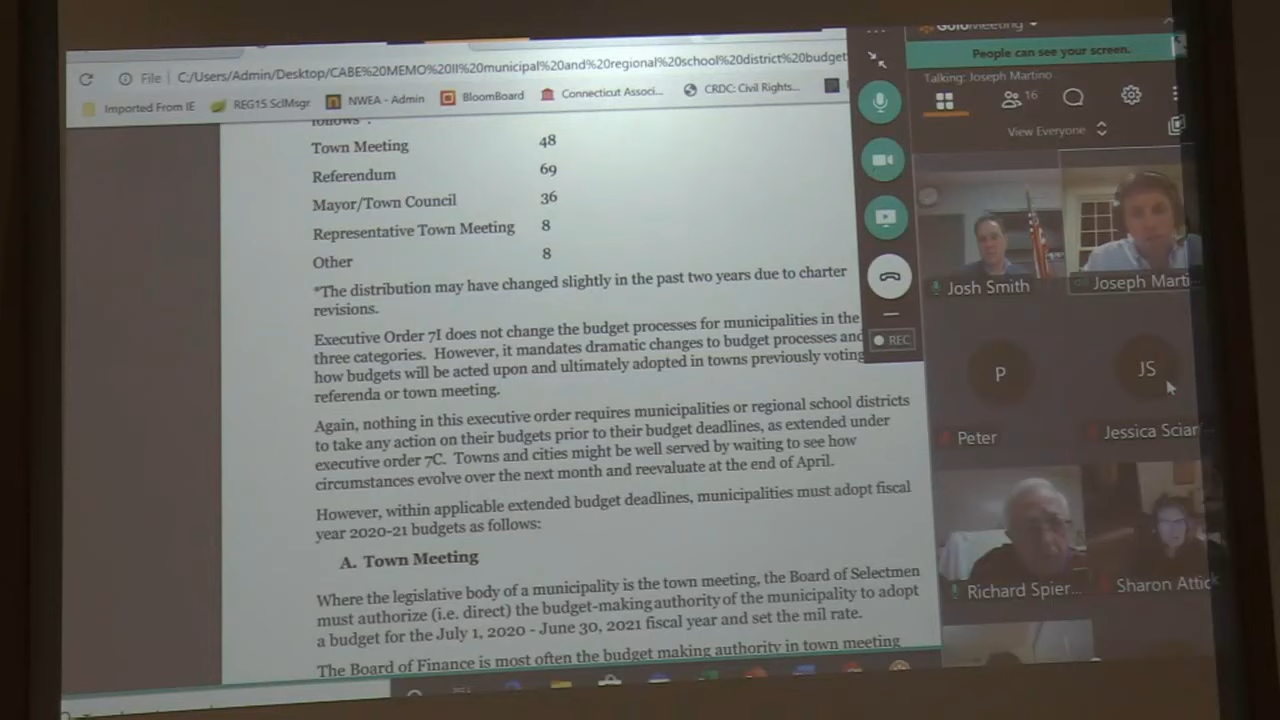 GoToMeeting
People can see your screen.
File C:/Users/Admin/Desktop/CABE%20MEMO%20II%20municipal%20and%20regional%20school%20district%20budget
Talking: Joseph Martino
Imported From IE REG15 SclMsgr NWEA - Admin BloomBoard Connecticut Associ... CRDC: Civil Rights...
16
View Everyone
follows :
Town Meeting 48
Referendum 69
Mayor/Town Council 36
Representative Town Meeting 8
Other 8
*The distribution may have changed slightly in the past two years due to charter
revisions.
Executive Order 7I does not change the budget processes for municipalities in the
three categories. However, it mandates dramatic changes to budget processes and
how budgets will be acted upon and ultimately adopted in towns previously voting
referenda or town meeting.
Again, nothing in this executive order requires municipalities or regional school districts
to take any action on their budgets prior to their budget deadlines, as extended under
executive order 7C. Towns and cities might be well served by waiting to see how
circumstances evolve over the next month and reevaluate at the end of April.
However, within applicable extended budget deadlines, municipalities must adopt fiscal
year 2020-21 budgets as follows:
A. Town Meeting
Where the legislative body of a municipality is the town meeting, the Board of Selectmen
must authorize (i.e. direct) the budget-making authority of the municipality to adopt
a budget for the July 1, 2020 - June 30, 2021 fiscal year and set the mil rate.
The Board of Finance is most often the budget making authority in town meeting
REC
Josh Smith
Joseph Marti...
P
JS
Peter
Jessica Sciar
Richard Spier...
Sharon Attick